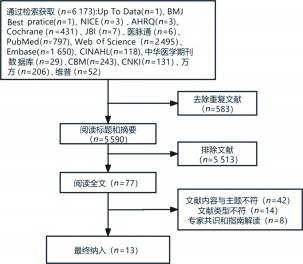 通过检索获取 (n=6 173):Up To Data(n=1), BMJ
Best pratice(n=1), NICE(n=3) , AHRQ(n=3),
Cochrane (n=431), JBI (n=7) 、医脉通 (n=6)、
PubMed(n=797), Web of Science (n=2 495),
Embase(n=1 650), CINAHL(n=118), 中华医学期刊
数据库 (n=29)、CBM(n=243)、CNKI(n=131) 、万
方 (n=206)、维普 (n=52)
去除重复文献
(n=583)
阅读标题和摘要
(n=5 590)
排除文献
(n=5 513)
阅读全文 (n=77)
文献内容与主题不符 (n=42)
文献类型不符 (n=14)
专家共识和指南解读 (n=8)
最终纳入 (n=13)